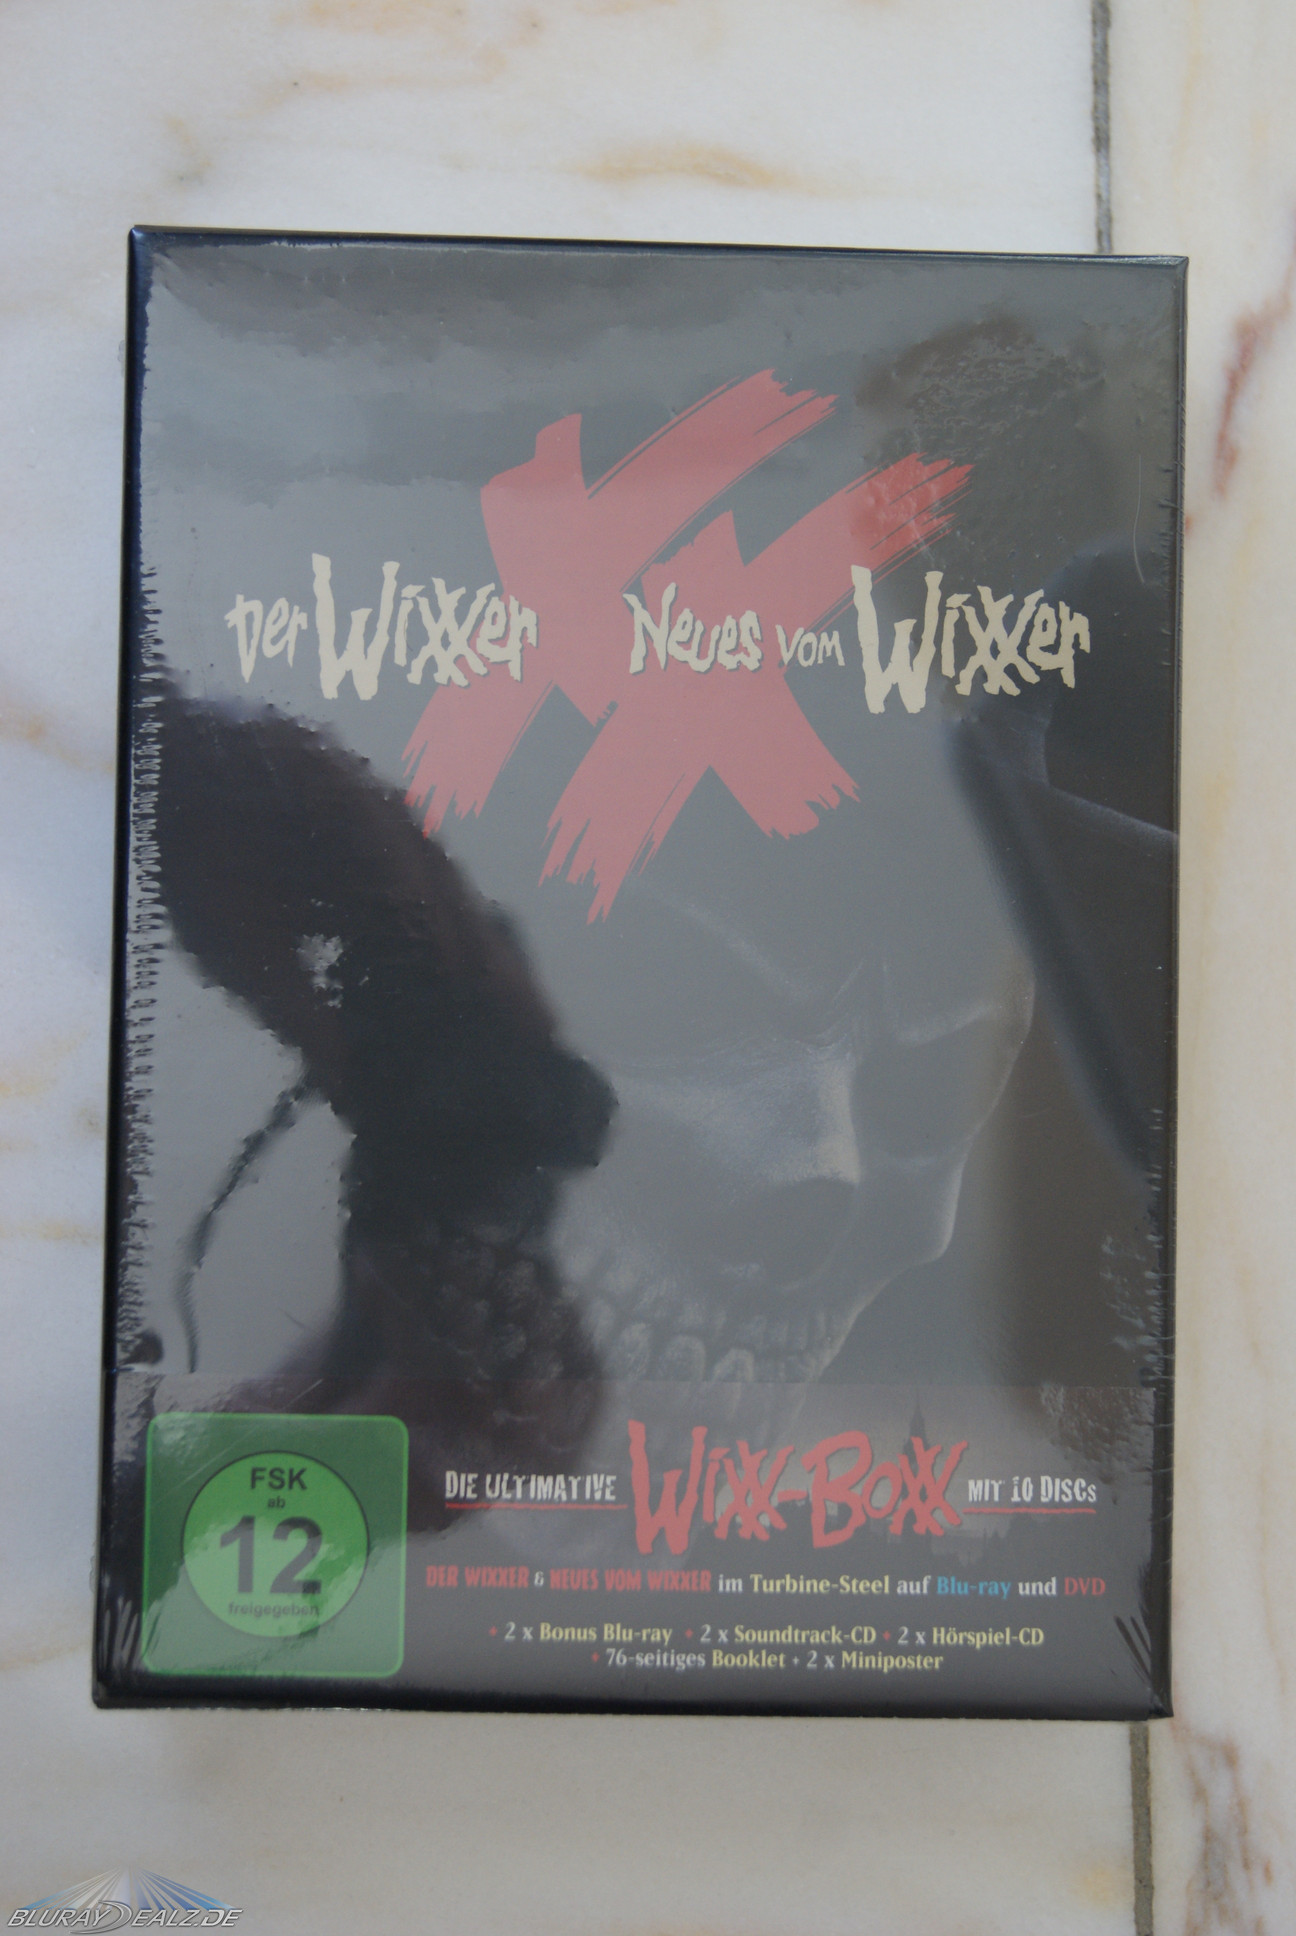 Der WiXXer
Neues vom WiXXer
FSK
ab
12
freigegeben
DIE ULTIMATIVE WiXX-BOXX MIT 10 DISCs
DER WIXXER & NEUES VOM WIXXER im Turbine-Steel auf Blu-ray und DVD
• 2 x Bonus Blu-ray • 2 x Soundtrack-CD • 2 x Hörspiel-CD
• 76-seitiges Booklet • 2 x Miniposter
BLURAYDEALZ.DE